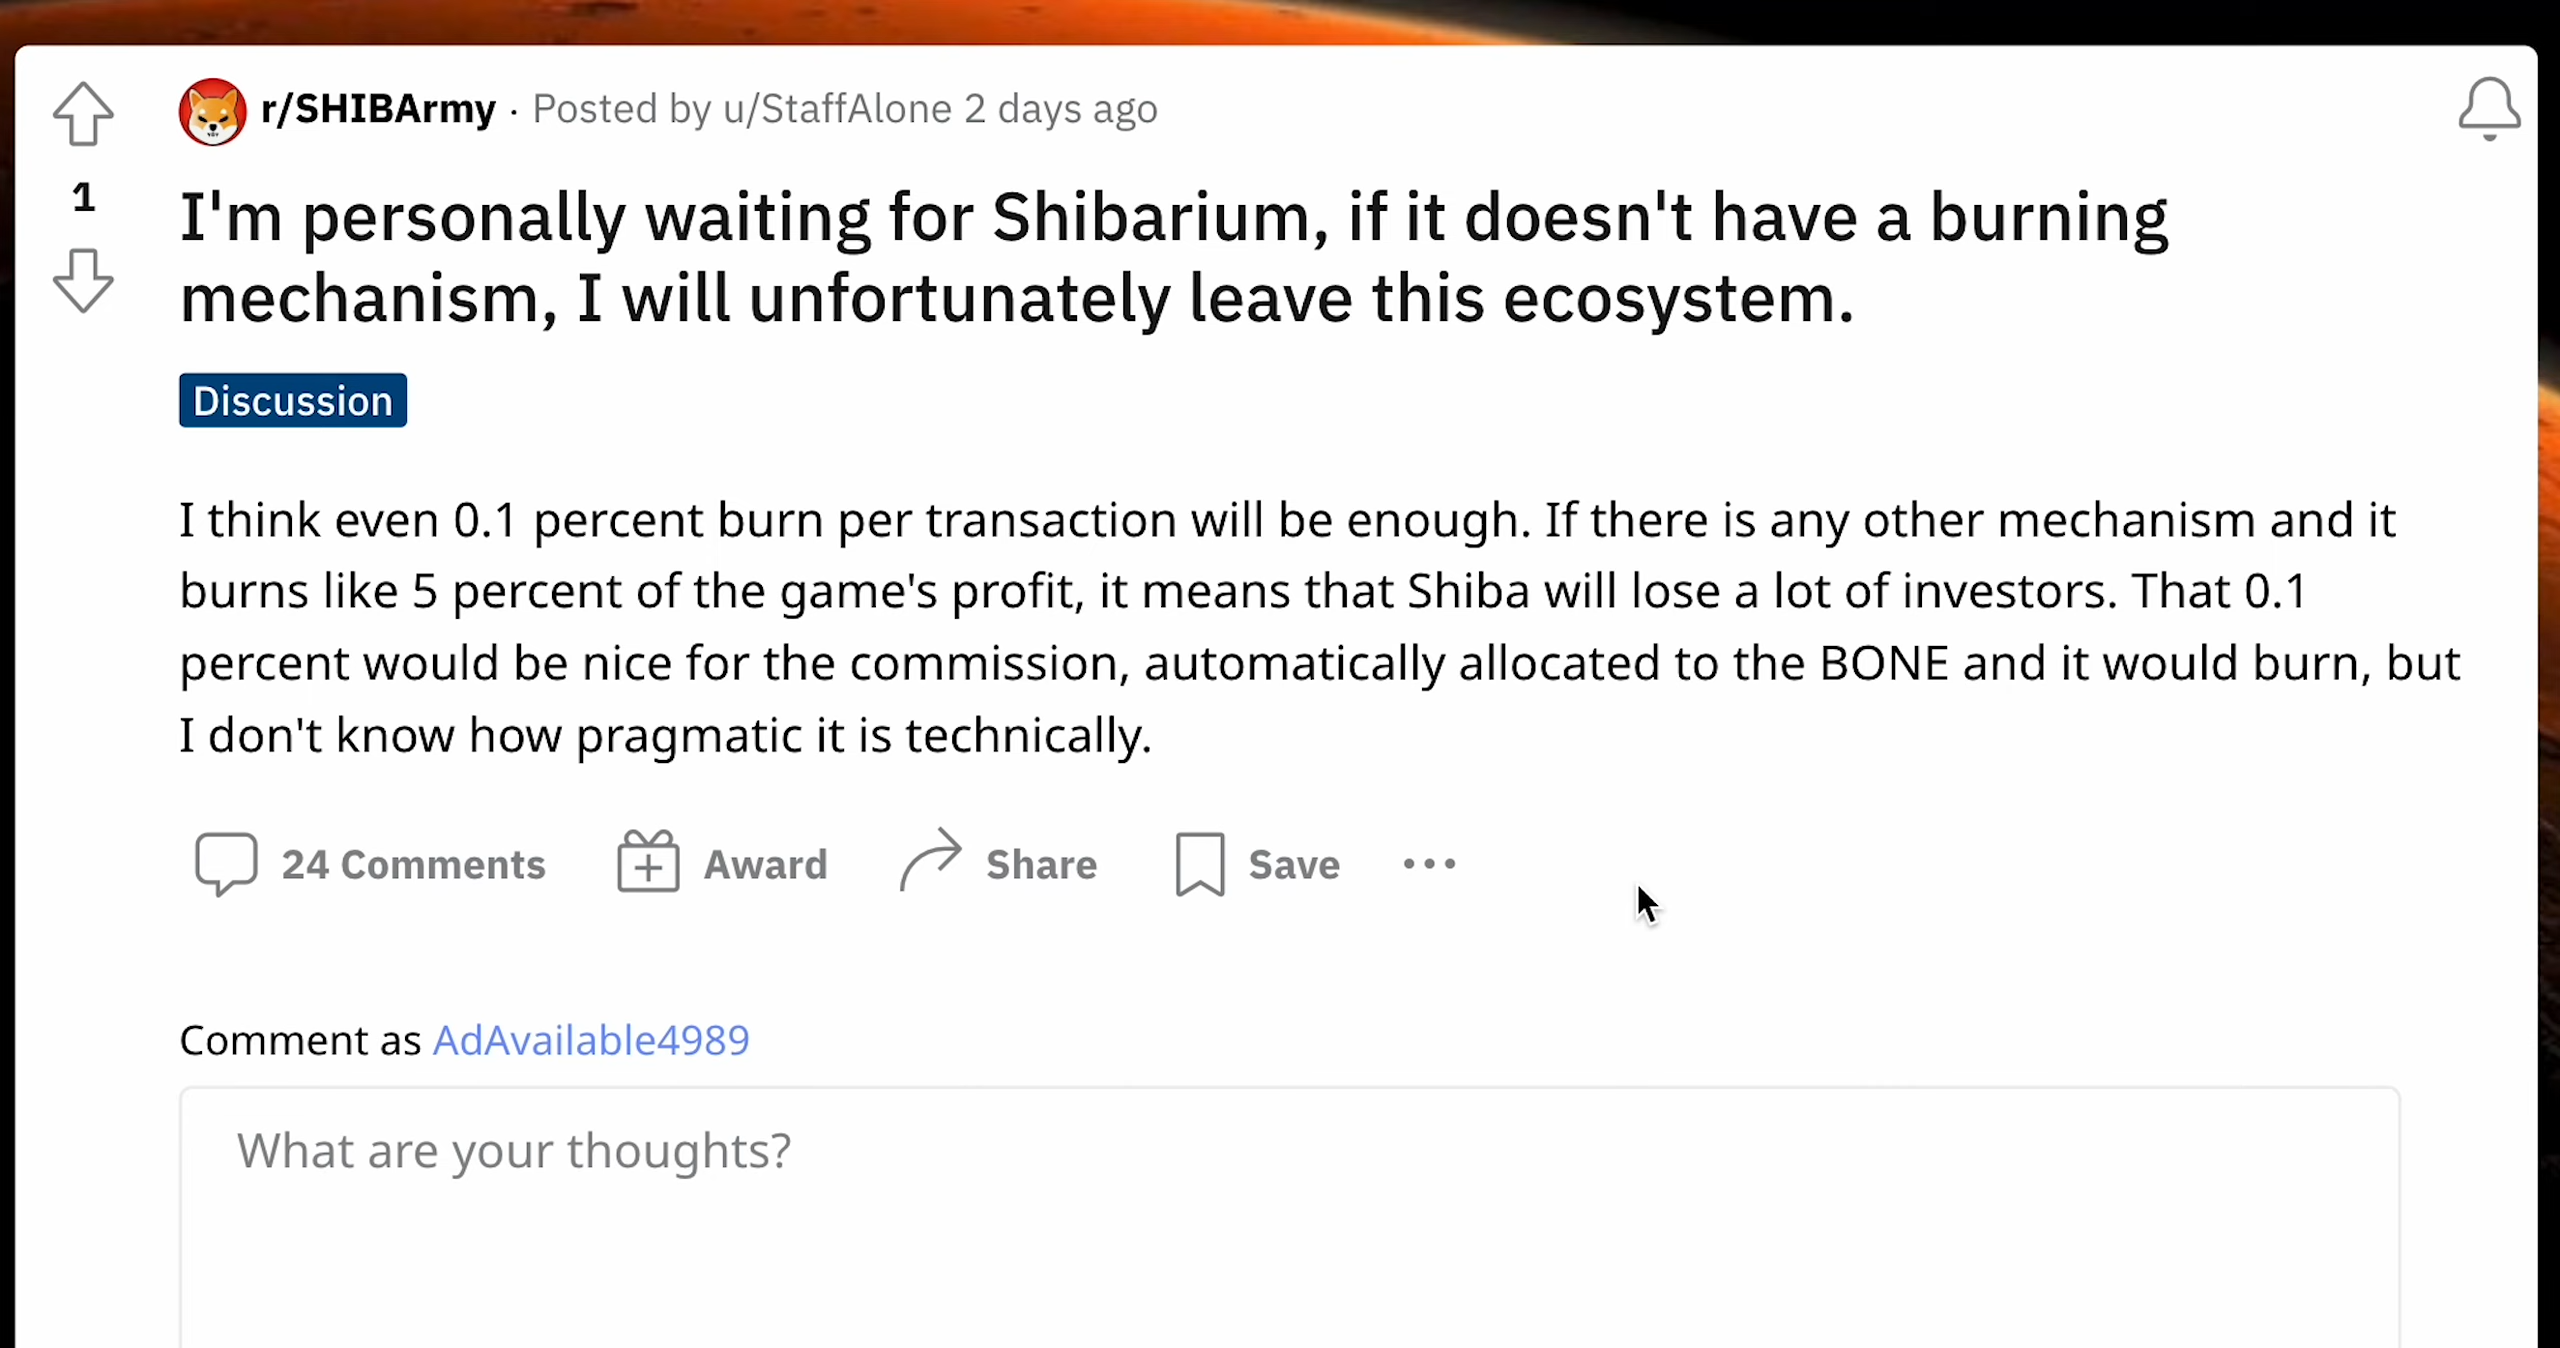 r/SHIBArmy · Posted by u/StaffAlone 2 days ago
1
I'm personally waiting for Shibarium, if it doesn't have a burning
mechanism, I will unfortunately leave this ecosystem.
Discussion
I think even 0.1 percent burn per transaction will be enough. If there is any other mechanism and it
burns like 5 percent of the game's profit, it means that Shiba will lose a lot of investors. That 0.1
percent would be nice for the commission, automatically allocated to the BONE and it would burn, but
I don't know how pragmatic it is technically.
24 Comments Award Share Save
Comment as AdAvailable4989
What are your thoughts?